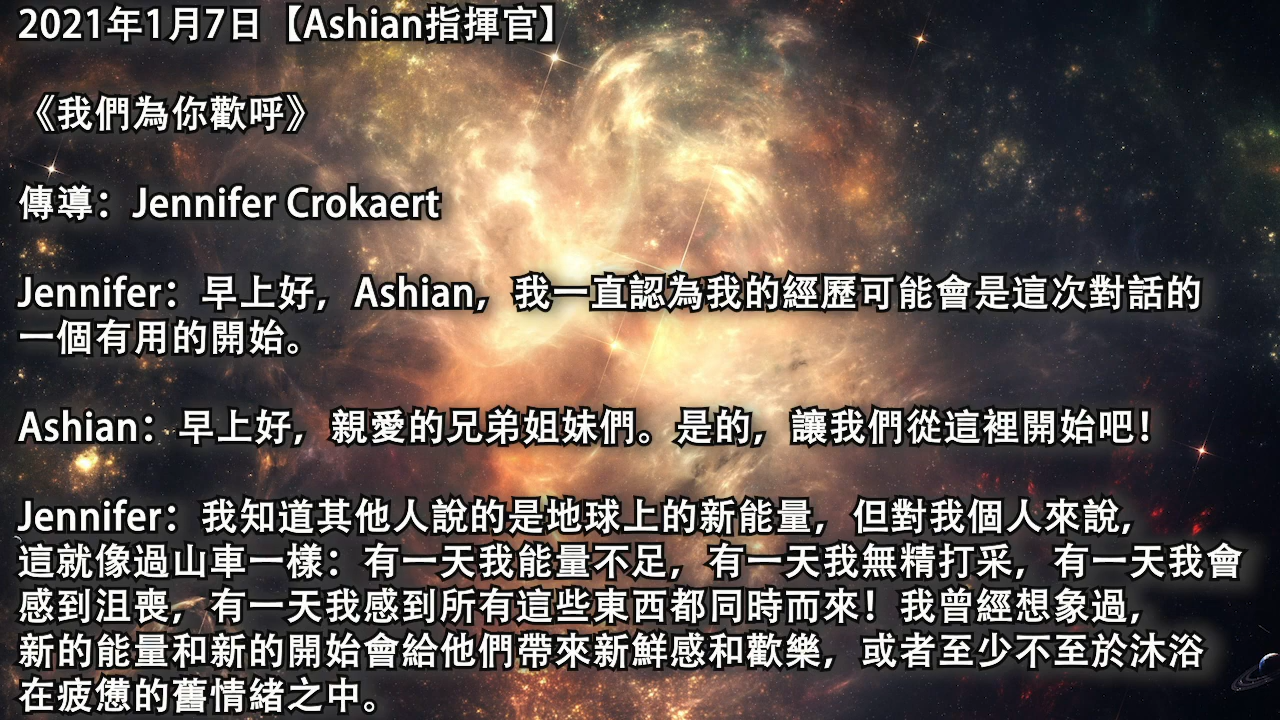 2021年1月7日【Ashian指揮官】
《我們為你歡呼》
傳導：Jennifer Crokaert
Jennifer：早上好，Ashian，我一直認為我的經歷可能會是這次對話的
一個有用的開始。
Ashian：早上好，親愛的兄弟姐妹們。是的，讓我們從這裡開始吧！
Jennifer：我知道其他人說的是地球上的新能量，但對我個人來說，
這就像過山車一樣：有一天我能量不足，有一天我無精打采，有一天我會
感到沮喪，有一天我感到所有這些東西都同時而來！我曾經想象過，
新的能量和新的開始會給他們帶來新鮮感和歡樂，或者至少不至於沐浴
在疲憊的舊情緒之中。